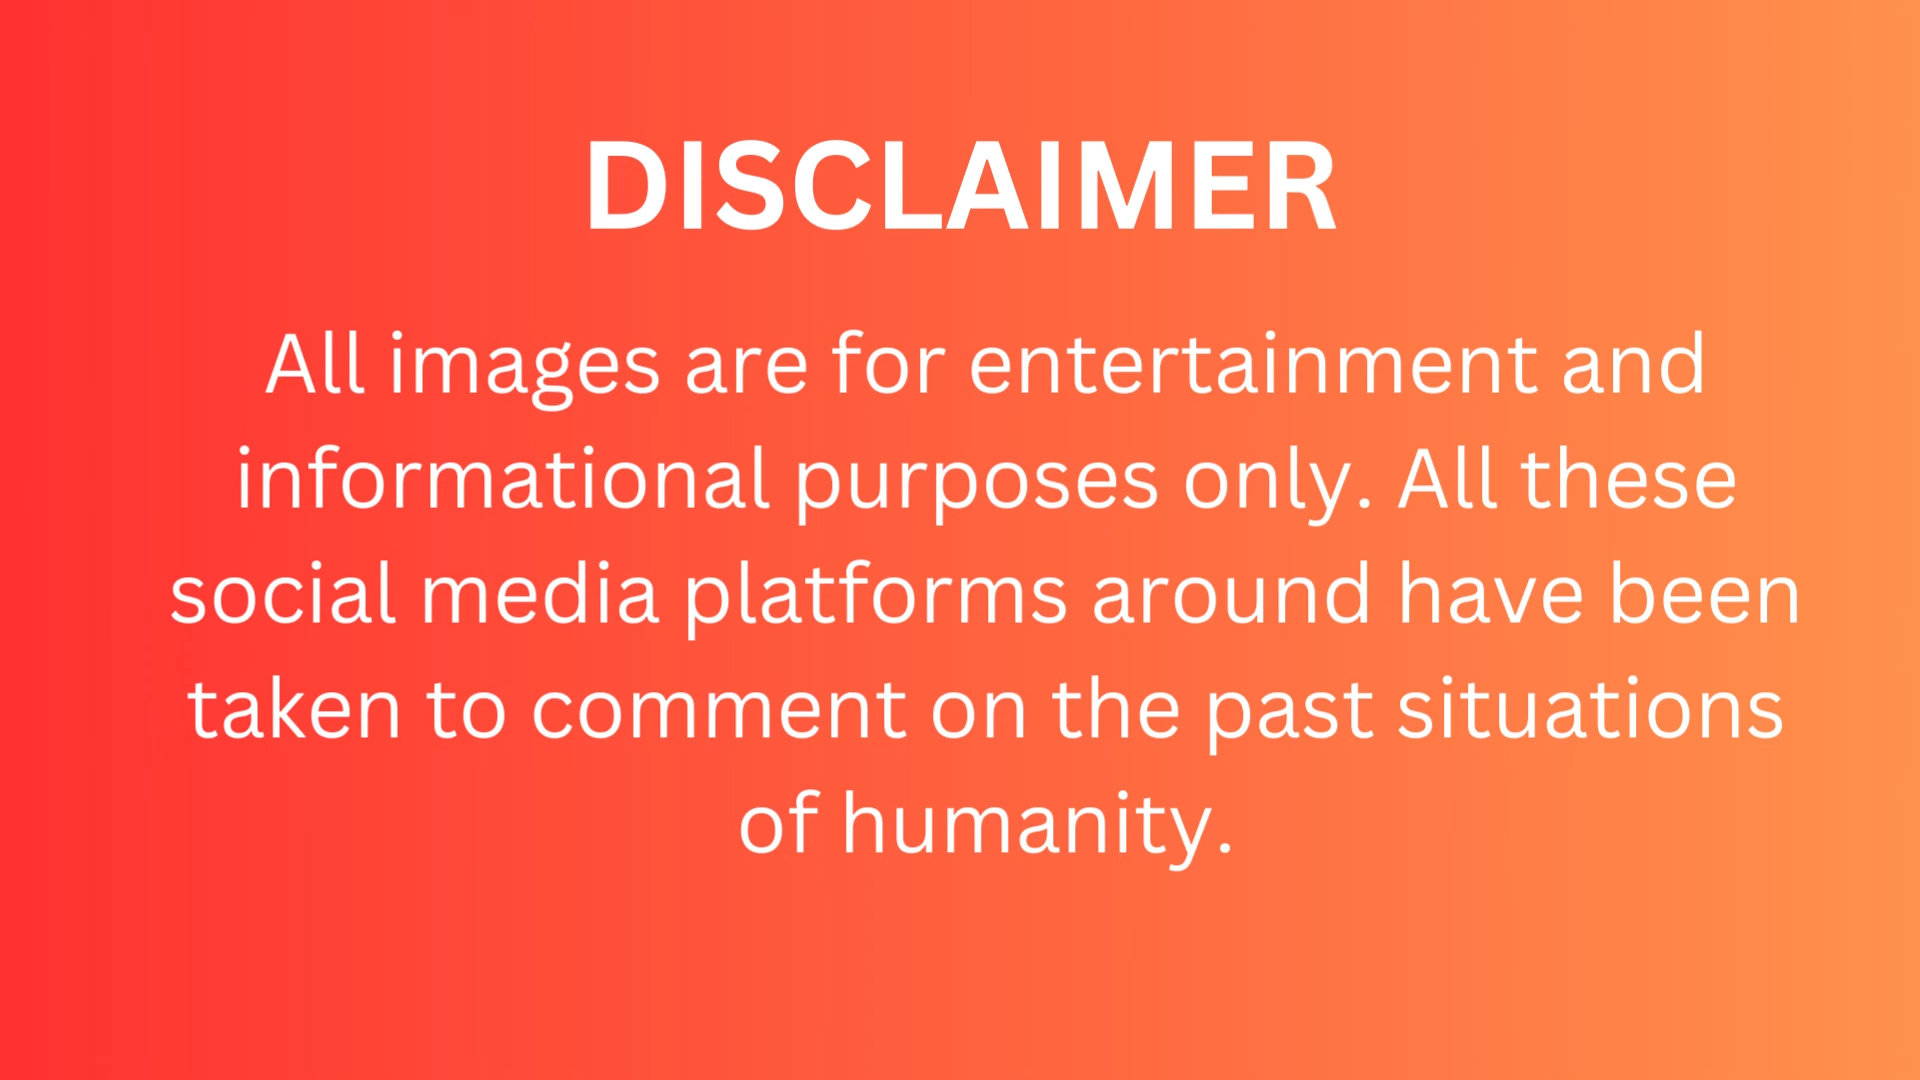 DISCLAIMER
All images are for entertainment and
informational purposes only. All these
social media platforms around have been
taken to comment on the past situations
of humanity.